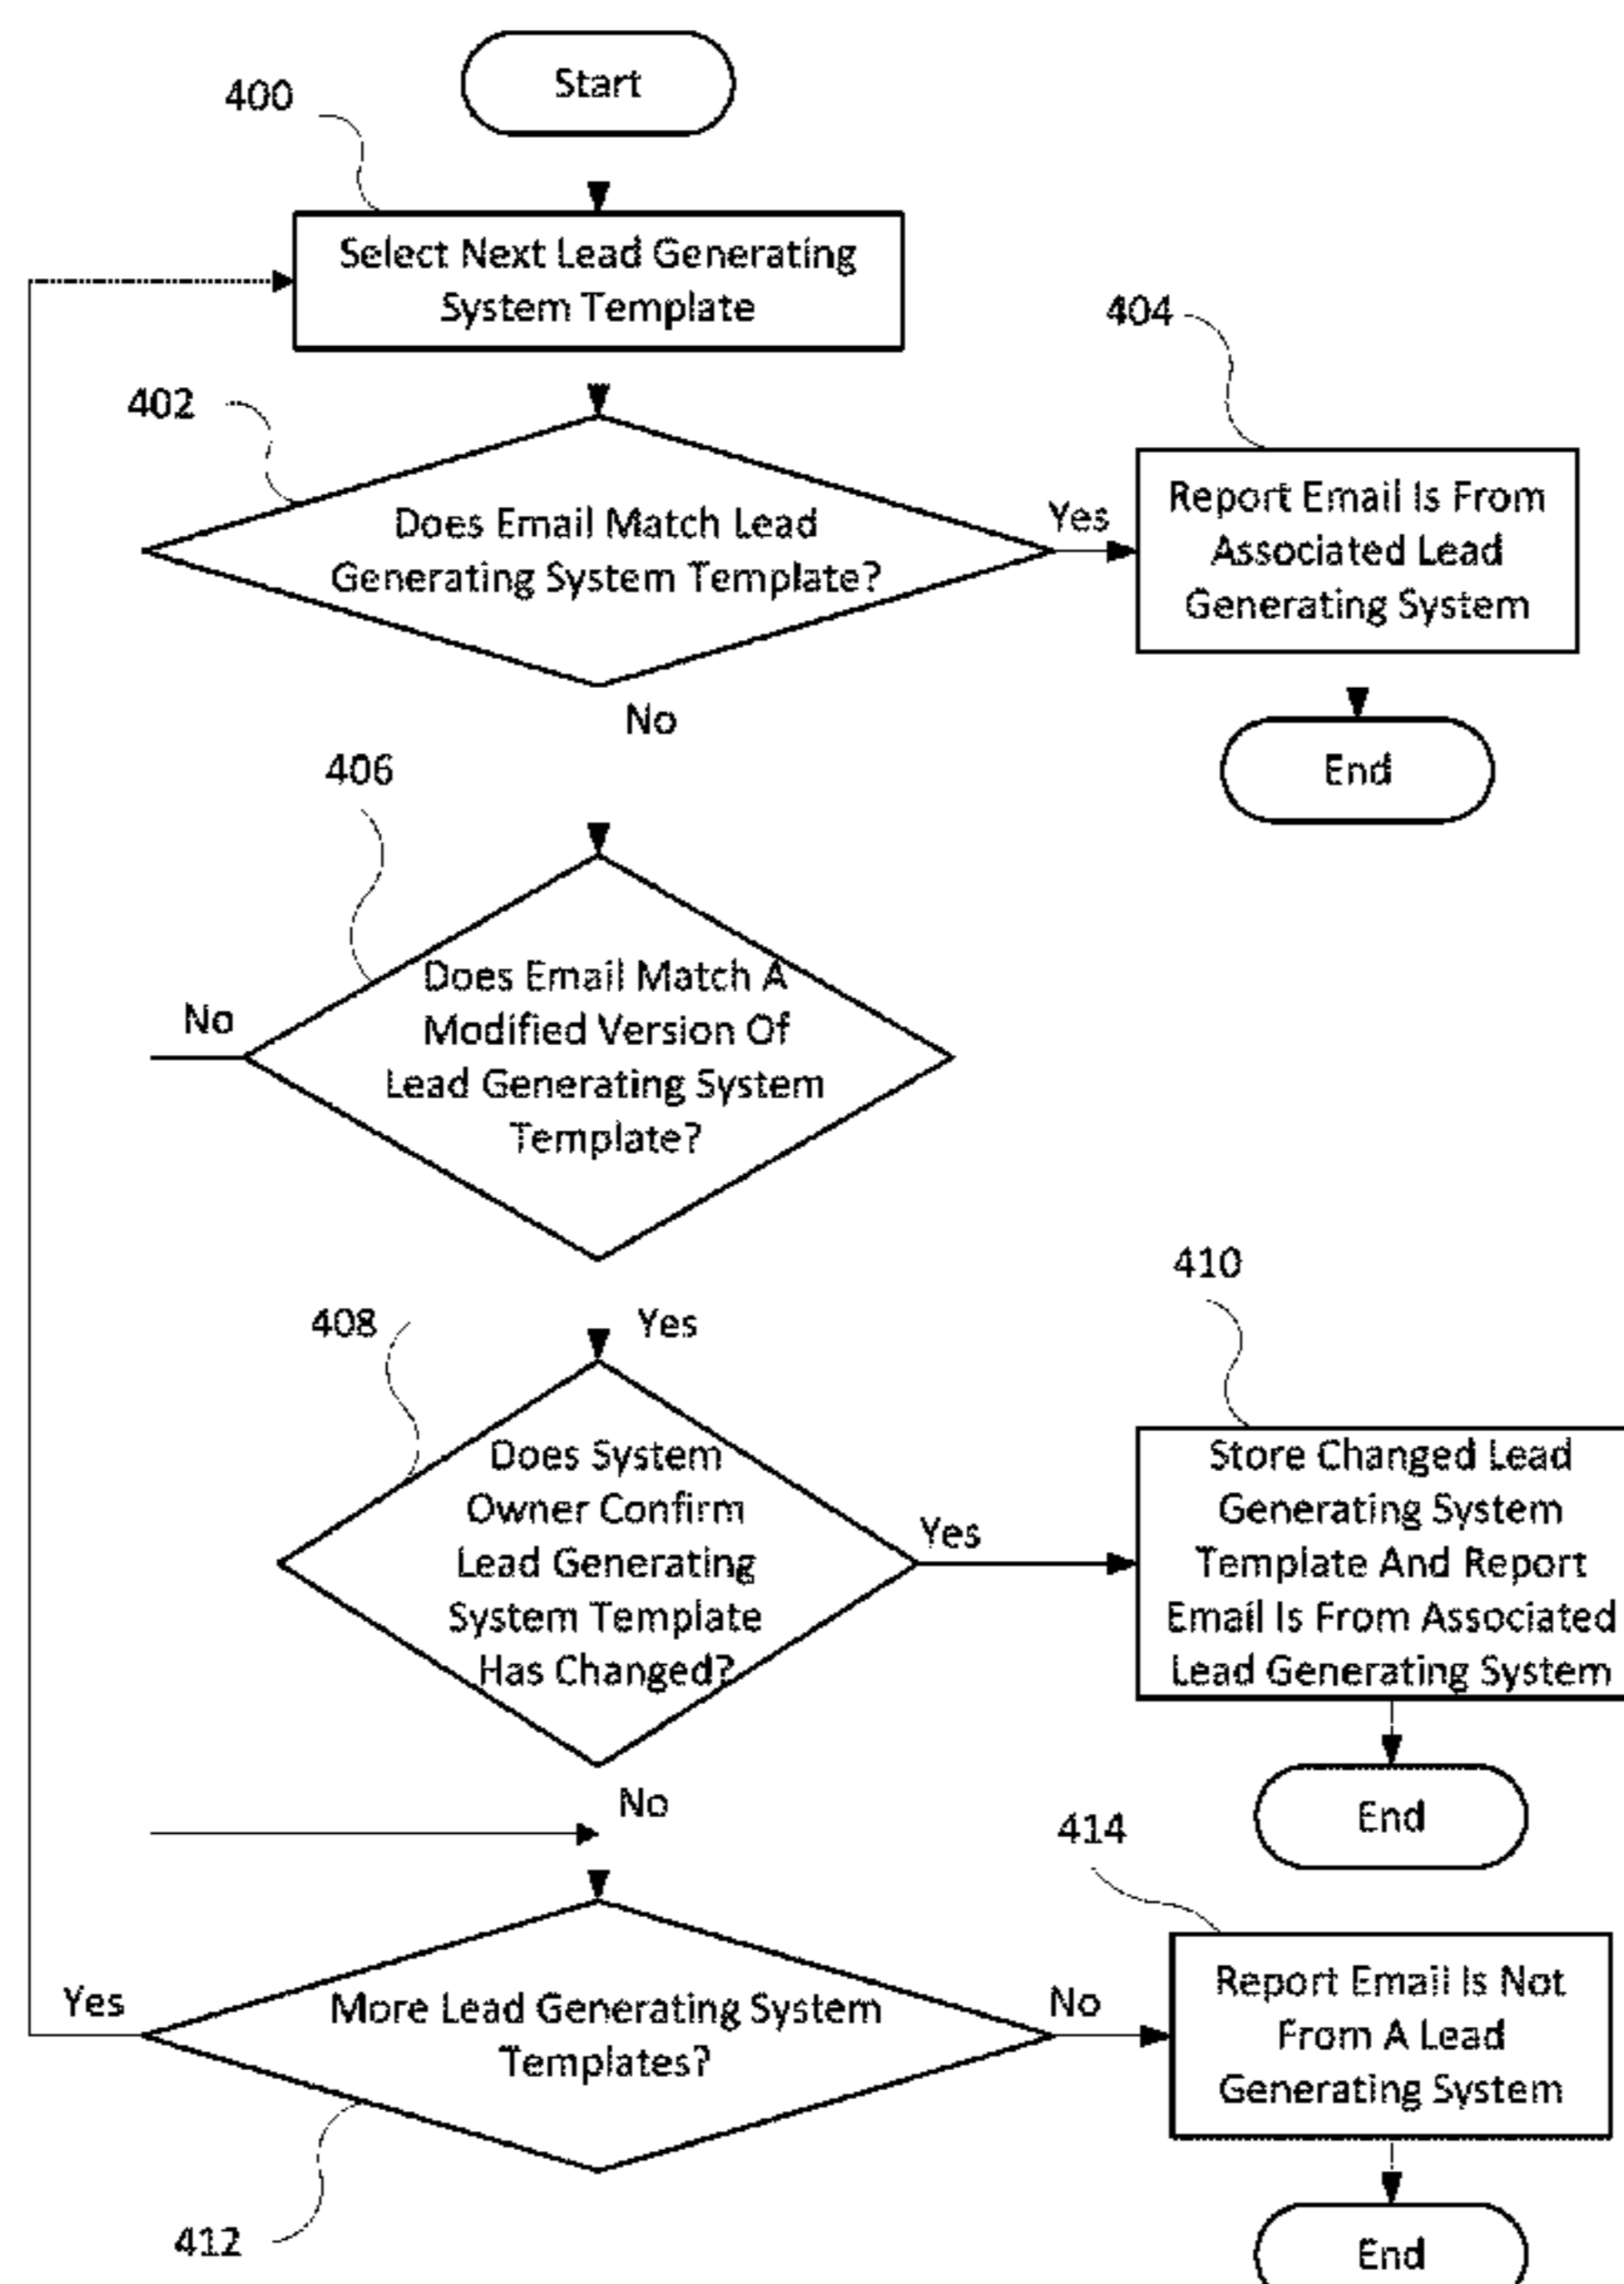 Start
400
Select Next Lead Generating
System Template
402
Does Email Match Lead
Generating System Template?
Yes
404
Report Email Is From
Associated Lead
Generating System
End
No
406
Does Email Match A
Modified Version Of
Lead Generating System
Template?
No
Yes
408
Does System
Owner Confirm
Lead Generating
System Template
Has Changed?
Yes
410
Store Changed Lead
Generating System
Template And Report
Email Is From Associated
Lead Generating System
End
No
412
More Lead Generating System
Templates?
Yes
No
414
Report Email Is Not
From A Lead
Generating System
End